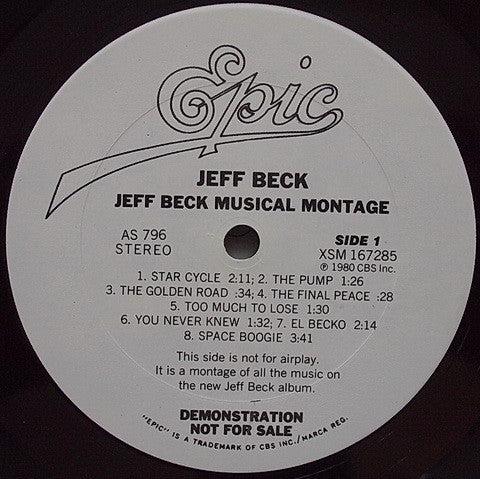 Epic
JEFF BECK
JEFF BECK MUSICAL MONTAGE
AS 796
STEREO
SIDE 1
XSM 167285
℗ 1980 CBS Inc.
1. STAR CYCLE 2:11; 2. THE PUMP 1:26
3. THE GOLDEN ROAD :34; 4. THE FINAL PEACE :28
5. TOO MUCH TO LOSE 1:30
6. YOU NEVER KNEW 1:32; 7. EL BECKO 2:14
8. SPACE BOOGIE 3:41
This side is not for airplay.
It is a montage of all the music on
the new Jeff Beck album.
DEMONSTRATION
NOT FOR SALE
"EPIC" IS A TRADEMARK OF CBS INC./MARCA REG.